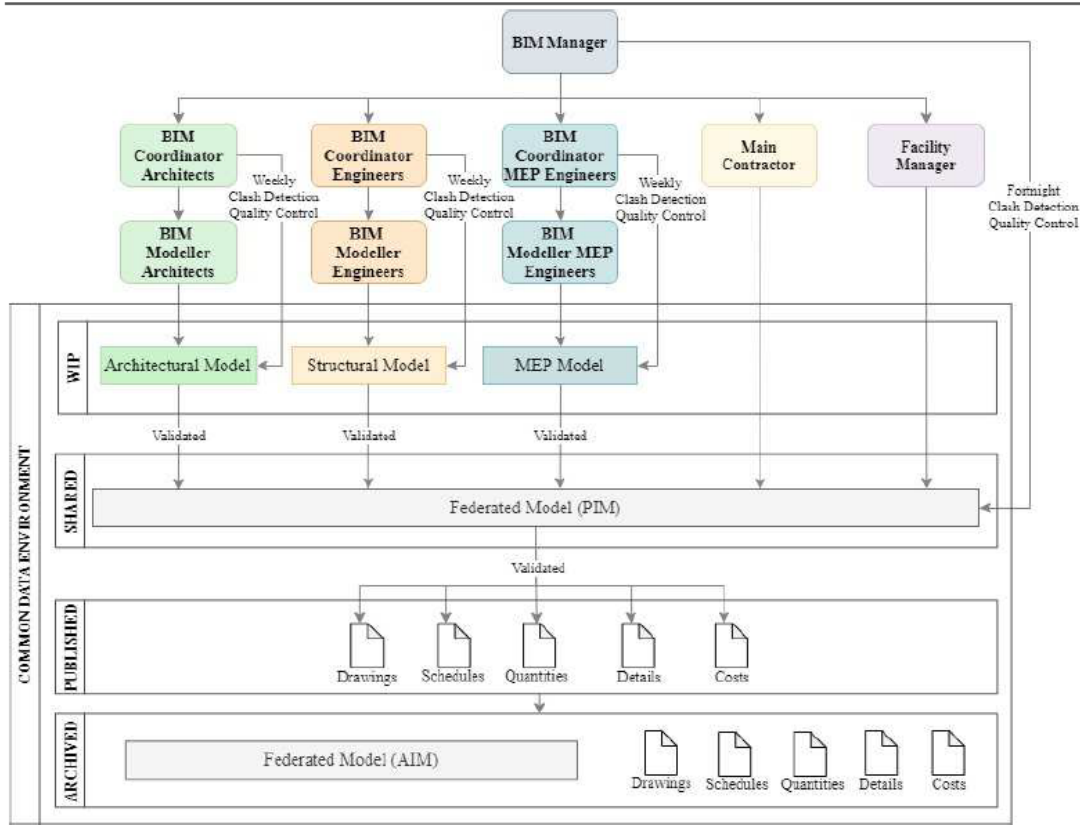 BIM Manager
BIM
Coordinator
Architects
BIM
Coordinator
Engineers
BIM
Coordinator
MEP Engineers
Main
Contractor
Facility
Manager
Weekly
Clash Detection
Quality Control
Weekly
Clash Detection
Quality Control
Weekly
Clash Detection
Quality Control
Fortnight
Clash Detection
Quality Control
BIM
Modeller
Architects
BIM
Modeller
Engineers
BIM
Modeller MEP
Engineers
COMMON DATA ENVIRONMENT
WIP
Architectural Model
Structural Model
MEP Model
Validated
Validated
Validated
SHARED
Federated Model (PIM)
Validated
PUBLISHED
Drawings
Schedules
Quantities
Details
Costs
ARCHIVED
Federated Model (AIM)
Drawings
Schedules
Quantities
Details
Costs